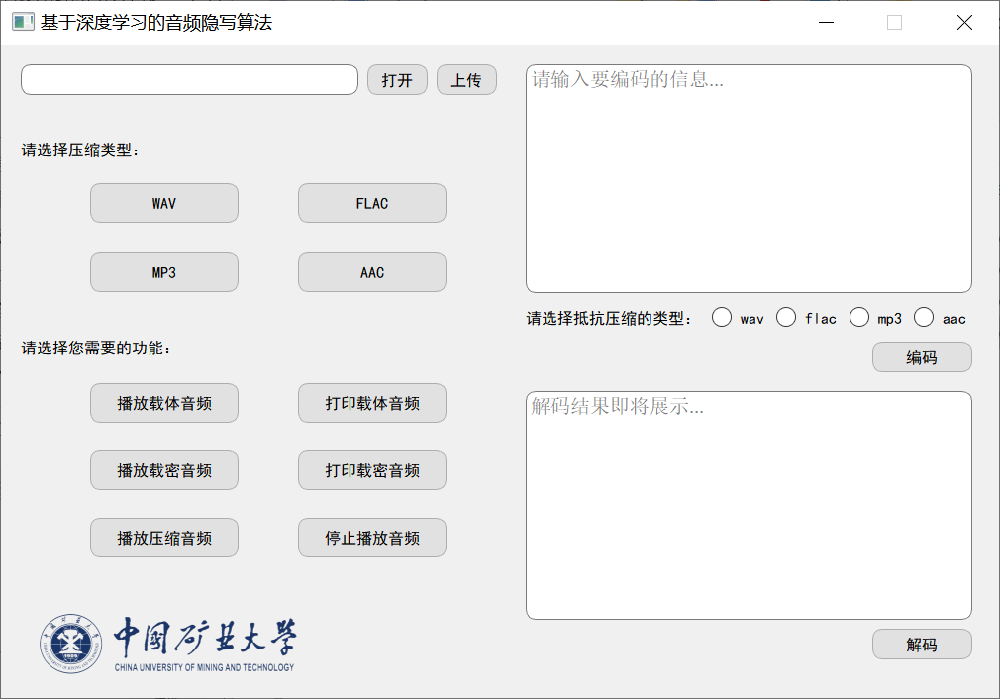 基于深度学习的音频隐写算法
打开 上传
请选择压缩类型：
WAV FLAC
MP3 AAC
请选择您需要的功能：
播放载体音频 打印载体音频
播放载密音频 打印载密音频
播放压缩音频 停止播放音频
中国矿业大学
CHINA UNIVERSITY OF MINING AND TECHNOLOGY
请输入要编码的信息...
请选择抵抗压缩的类型： wav flac mp3 aac
编码
解码结果即将展示...
解码